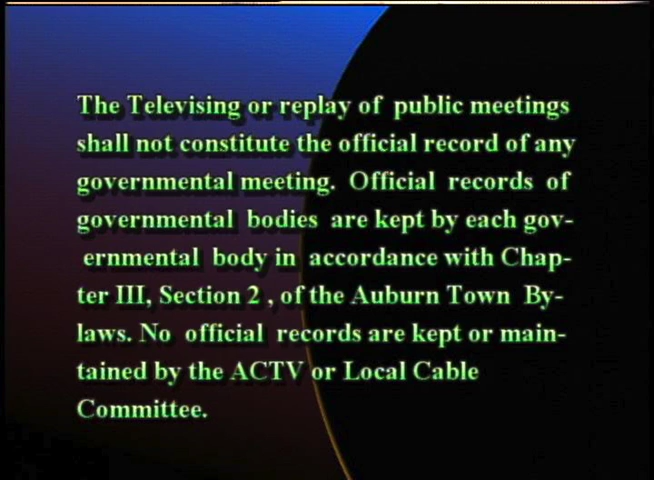 The Televising or replay of public meetings
shall not constitute the official record of any
governmental meeting. Official records of
governmental bodies are kept by each gov-
ernmental body in accordance with Chap-
ter III, Section 2 , of the Auburn Town By-
laws. No official records are kept or main-
tained by the ACTV or Local Cable
Committee.